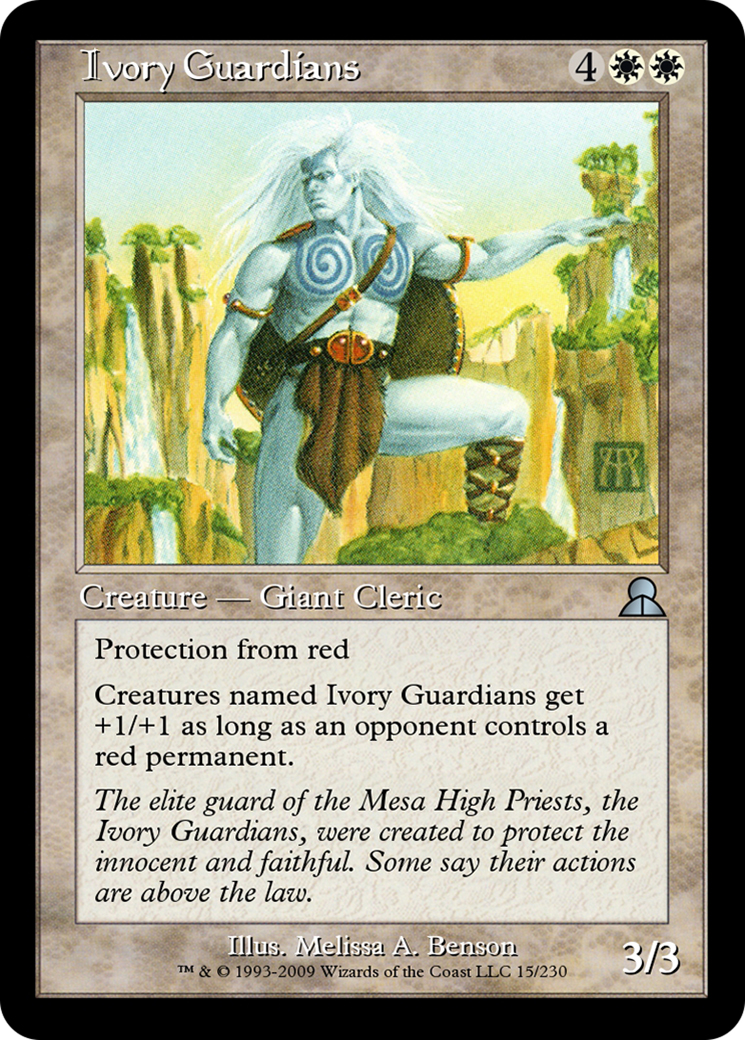 Ivory Guardians 4
Creature — Giant Cleric
Protection from red
Creatures named Ivory Guardians get
+1/+1 as long as an opponent controls a
red permanent.
The elite guard of the Mesa High Priests, the
Ivory Guardians, were created to protect the
innocent and faithful. Some say their actions
are above the law.
Illus. Melissa A. Benson
™ & © 1993-2009 Wizards of the Coast LLC 15/230
3/3